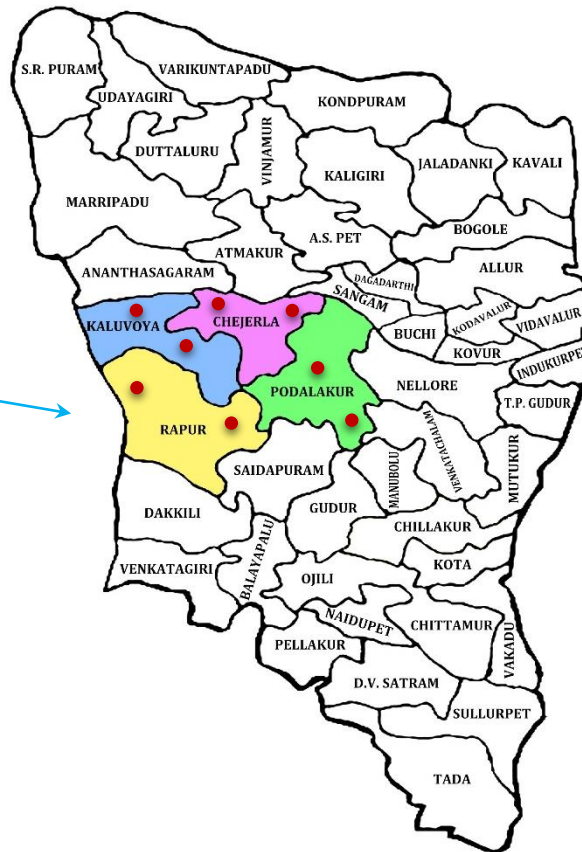 S.R. PURAM
VARIKUNTAPADU
UDAYAGIRI
KONDPURAM
DUTTALURU
VINJAMUR
KALIGIRI
JALADANKI
KAVALI
MARRIPADU
ATMAKUR
A.S. PET
BOGOLE
ANANTHASAGARAM
DAGADARTHI
ALLUR
SANGAM
KALUVOYA
CHEJERLA
BUCHI
KODAVALUR
VIDAVALUR
KOVUR
INDUKURPET
PODALAKUR
NELLORE
T.P. GUDUR
RAPUR
VENKATACHALAM
MUTUKUR
SAIDAPURAM
MANUBOLU
DAKKILI
GUDUR
CHILLAKUR
VENKATAGIRI
BALAYAPALU
OJILI
KOTA
NAIDUPET
CHITTAMUR
VAKADU
PELLAKUR
D.V. SATRAM
SULLURPET
TADA